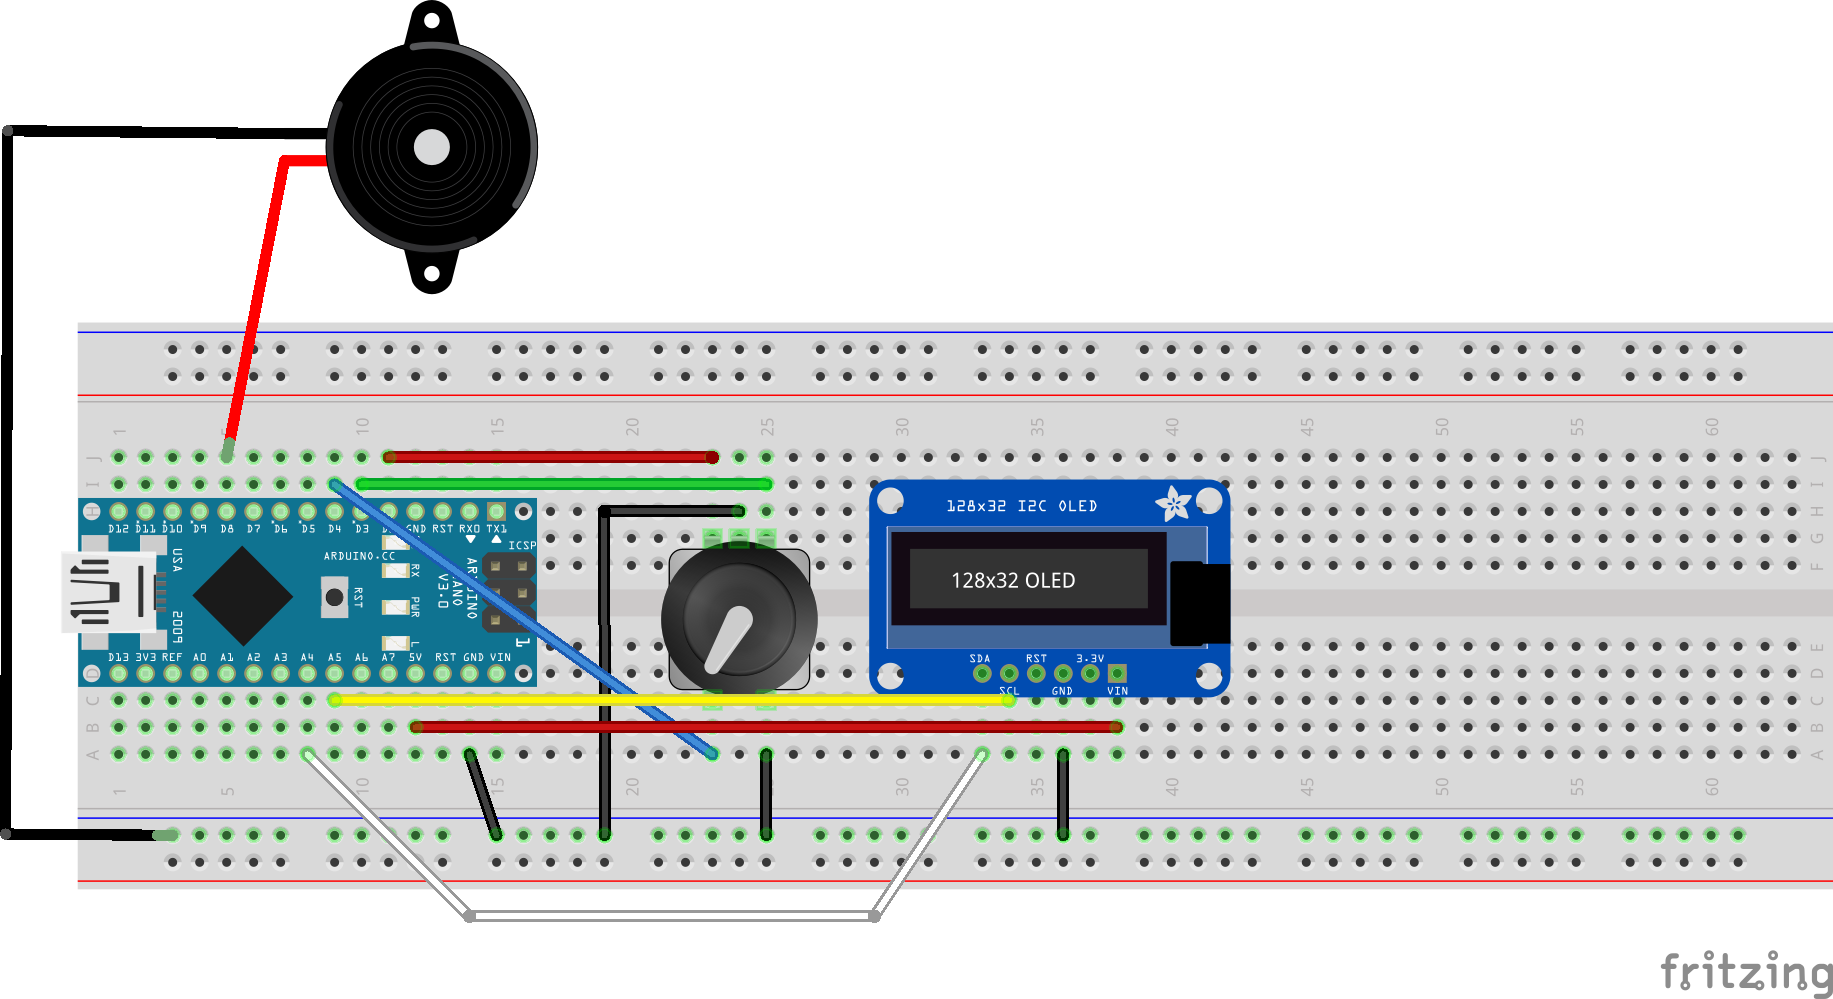 1 5 10 15 20 25 30 35 40 45 50 55 60
J J
I I
H H
G
F
D12 D11 D10 D9 D8 D7 D6 D5 D4 D3 GND RST RX0 TX1
ICSP
ARDUINO.CC
USA
2009
RST
RX
PWR
L
ARDUINO
NANO
V3.0
1
D13 3V3 REF A0 A1 A2 A3 A4 A5 A6 A7 5V RST GND VIN
128x32 I2C OLED
128x32 OLED
SDA RST 3.3V
SCL GND VIN
E
D D
C C
B B
A A
1 5 10 15 20 30 35 40 45 50 55 60
fritzing